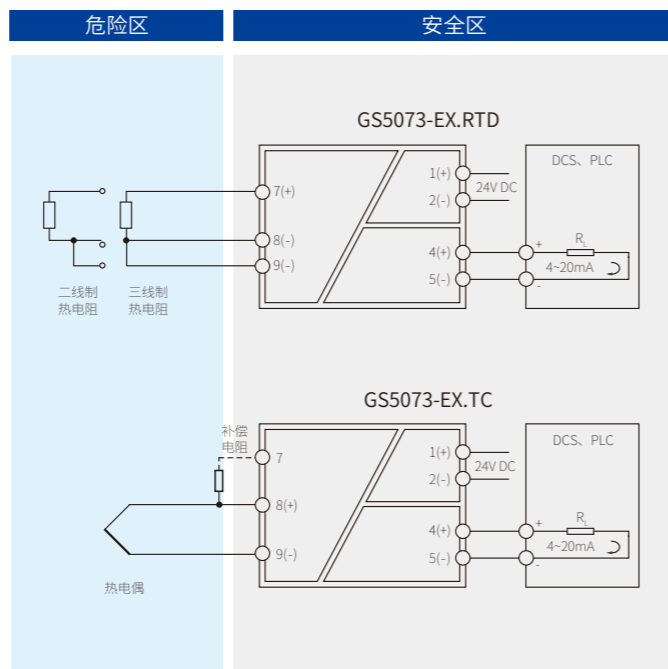 危险区
安全区
GS5073-EX.RTD
DCS、PLC
1(+)
24V DC
2(-)
7(+)
8(-)
9(-)
4(+)
5(-)
+
RL
4~20mA
-
二线制
热电阻
三线制
热电阻
GS5073-EX.TC
DCS、PLC
补偿
电阻
7
1(+)
24V DC
2(-)
8(+)
9(-)
4(+)
5(-)
+
RL
4~20mA
-
热电偶